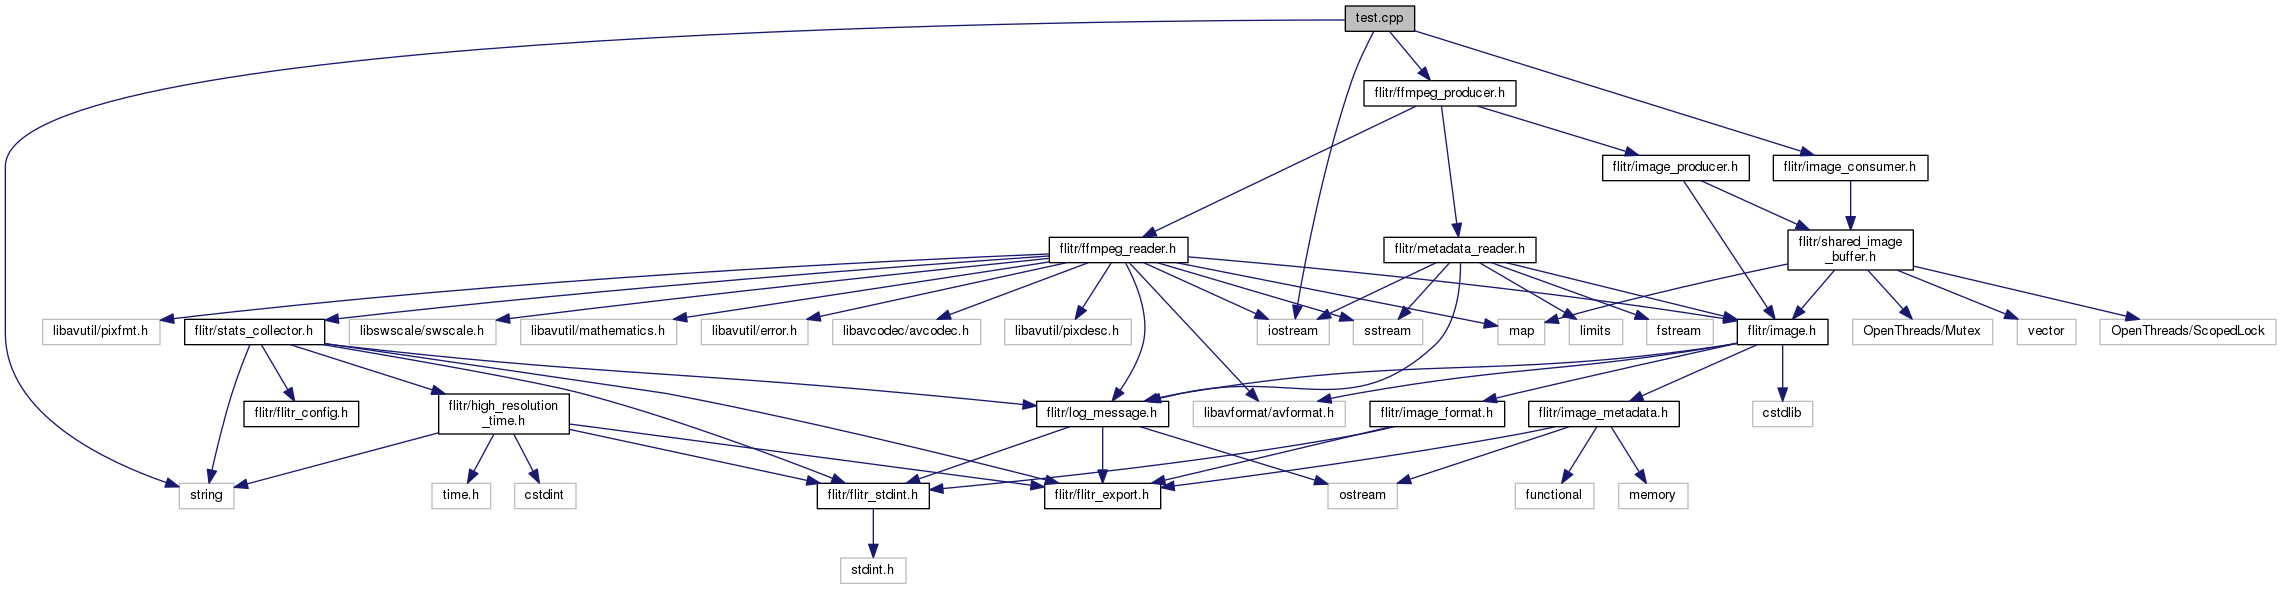 test.cpp
flitr/ffmpeg_producer.h
flitr/image_producer.h
flitr/image_consumer.h
flitr/ffmpeg_reader.h
flitr/metadata_reader.h
flitr/shared_image
_buffer.h
libavutil/pixfmt.h
flitr/stats_collector.h
libswscale/swscale.h
libavutil/mathematics.h
libavutil/error.h
libavcodec/avcodec.h
libavutil/pixdesc.h
iostream
sstream
map
limits
fstream
flitr/image.h
OpenThreads/Mutex
vector
OpenThreads/ScopedLock
flitr/flitr_config.h
flitr/high_resolution
_time.h
flitr/log_message.h
libavformat/avformat.h
flitr/image_format.h
flitr/image_metadata.h
cstdlib
string
time.h
cstdint
flitr/flitr_stdint.h
flitr/flitr_export.h
ostream
functional
memory
stdint.h